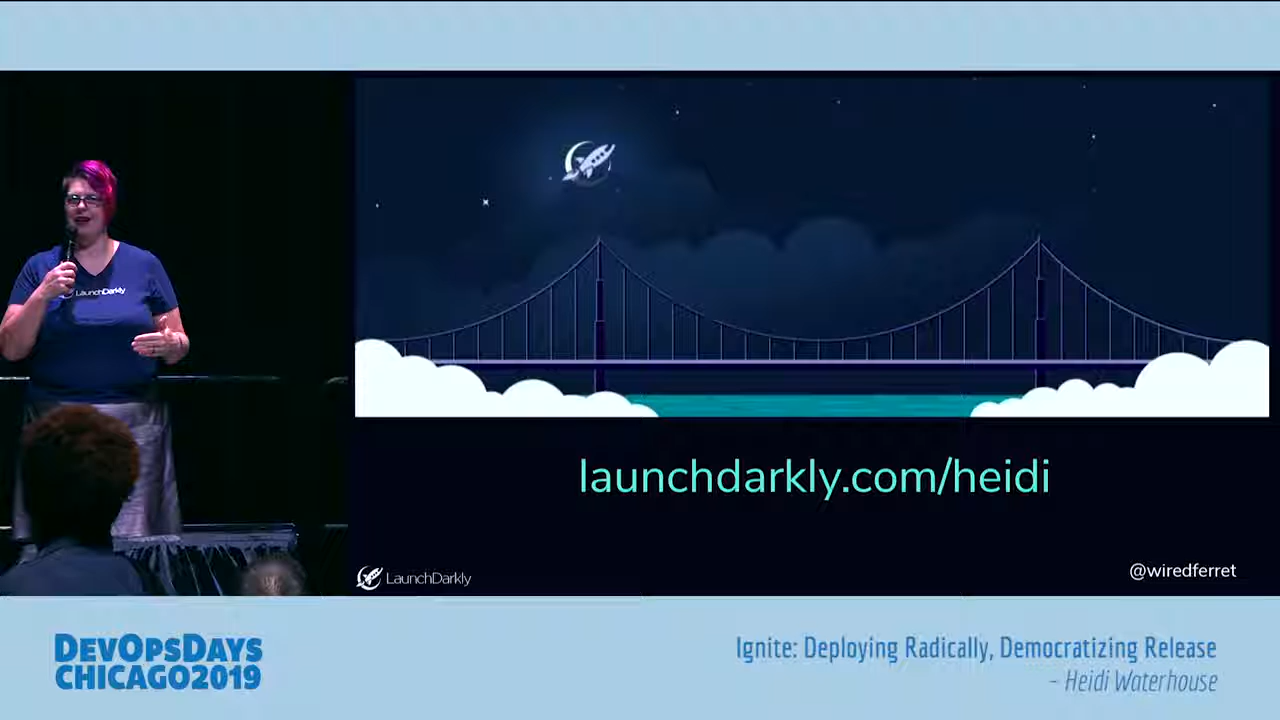 LaunchDarkly
launchdarkly.com/heidi
LaunchDarkly
@wiredferret
DEVOPSDAYS
CHICAGO2019
Ignite: Deploying Radically, Democratizing Release
- Heidi Waterhouse